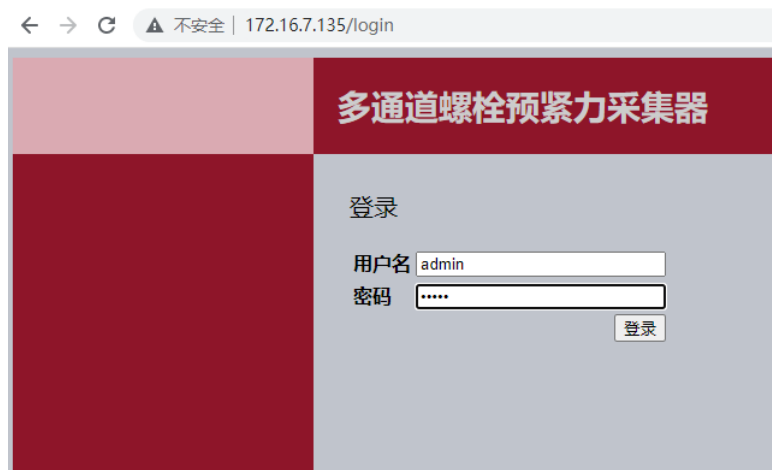 不安全 | 172.16.7.135/login
多通道螺栓预紧力采集器
登录
用户名 admin
密码 •••••
登录